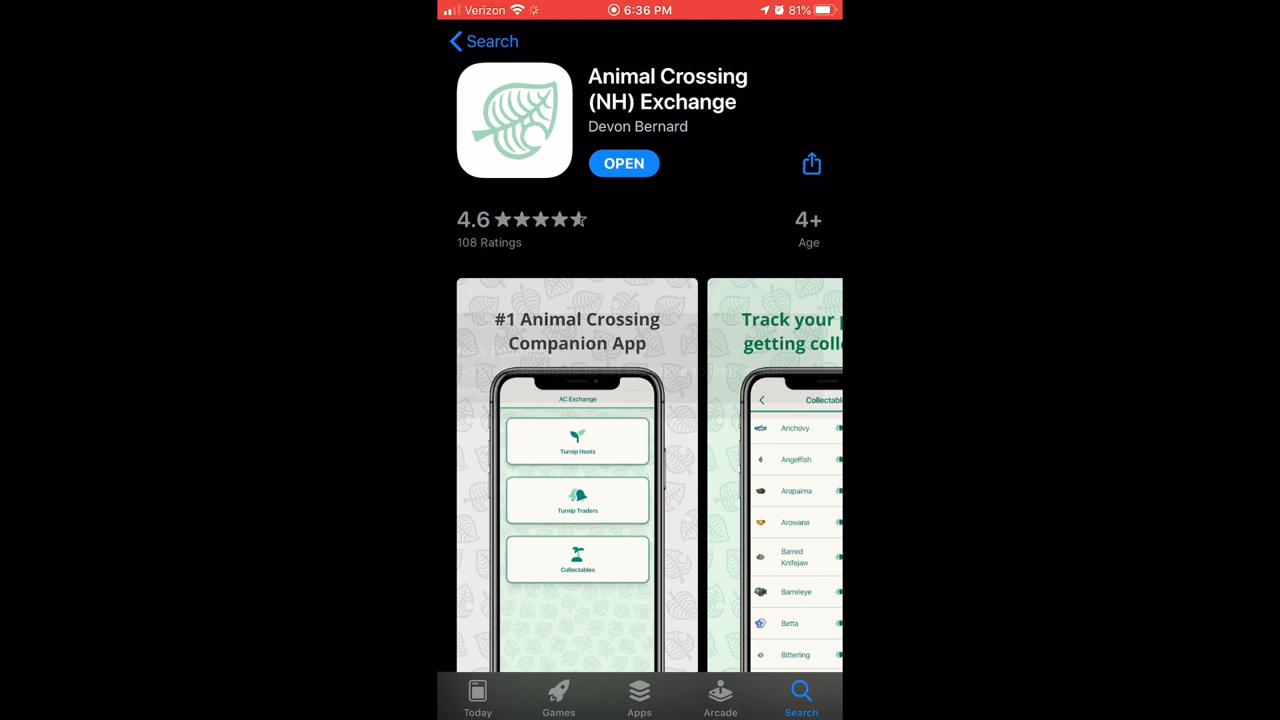 Verizon 6:36 PM 81%
Search
Animal Crossing
(NH) Exchange
Devon Bernard
OPEN
4.6
4+
108 Ratings
Age
#1 Animal Crossing
Companion App
AC Exchange
Turnip Hosts
Turnip Traders
Collectables
Track your
getting coll
Collectabl
Anchovy
Angelfish
Arapaima
Arowana
Barred
Knifejaw
Barreleye
Betta
Bitterling
Today
Games
Apps
Arcade
Search